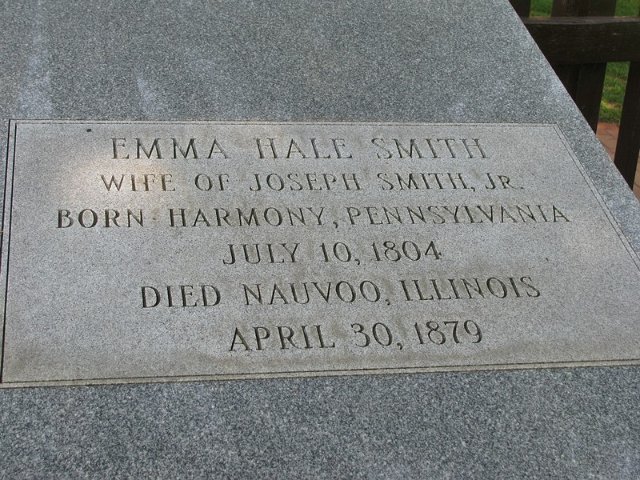 EMMA HALE SMITH
WIFE OF JOSEPH SMITH, JR.
BORN HARMONY, PENNSYLVANIA
JULY 10, 1804
DIED NAUVOO, ILLINOIS
APRIL 30, 1879